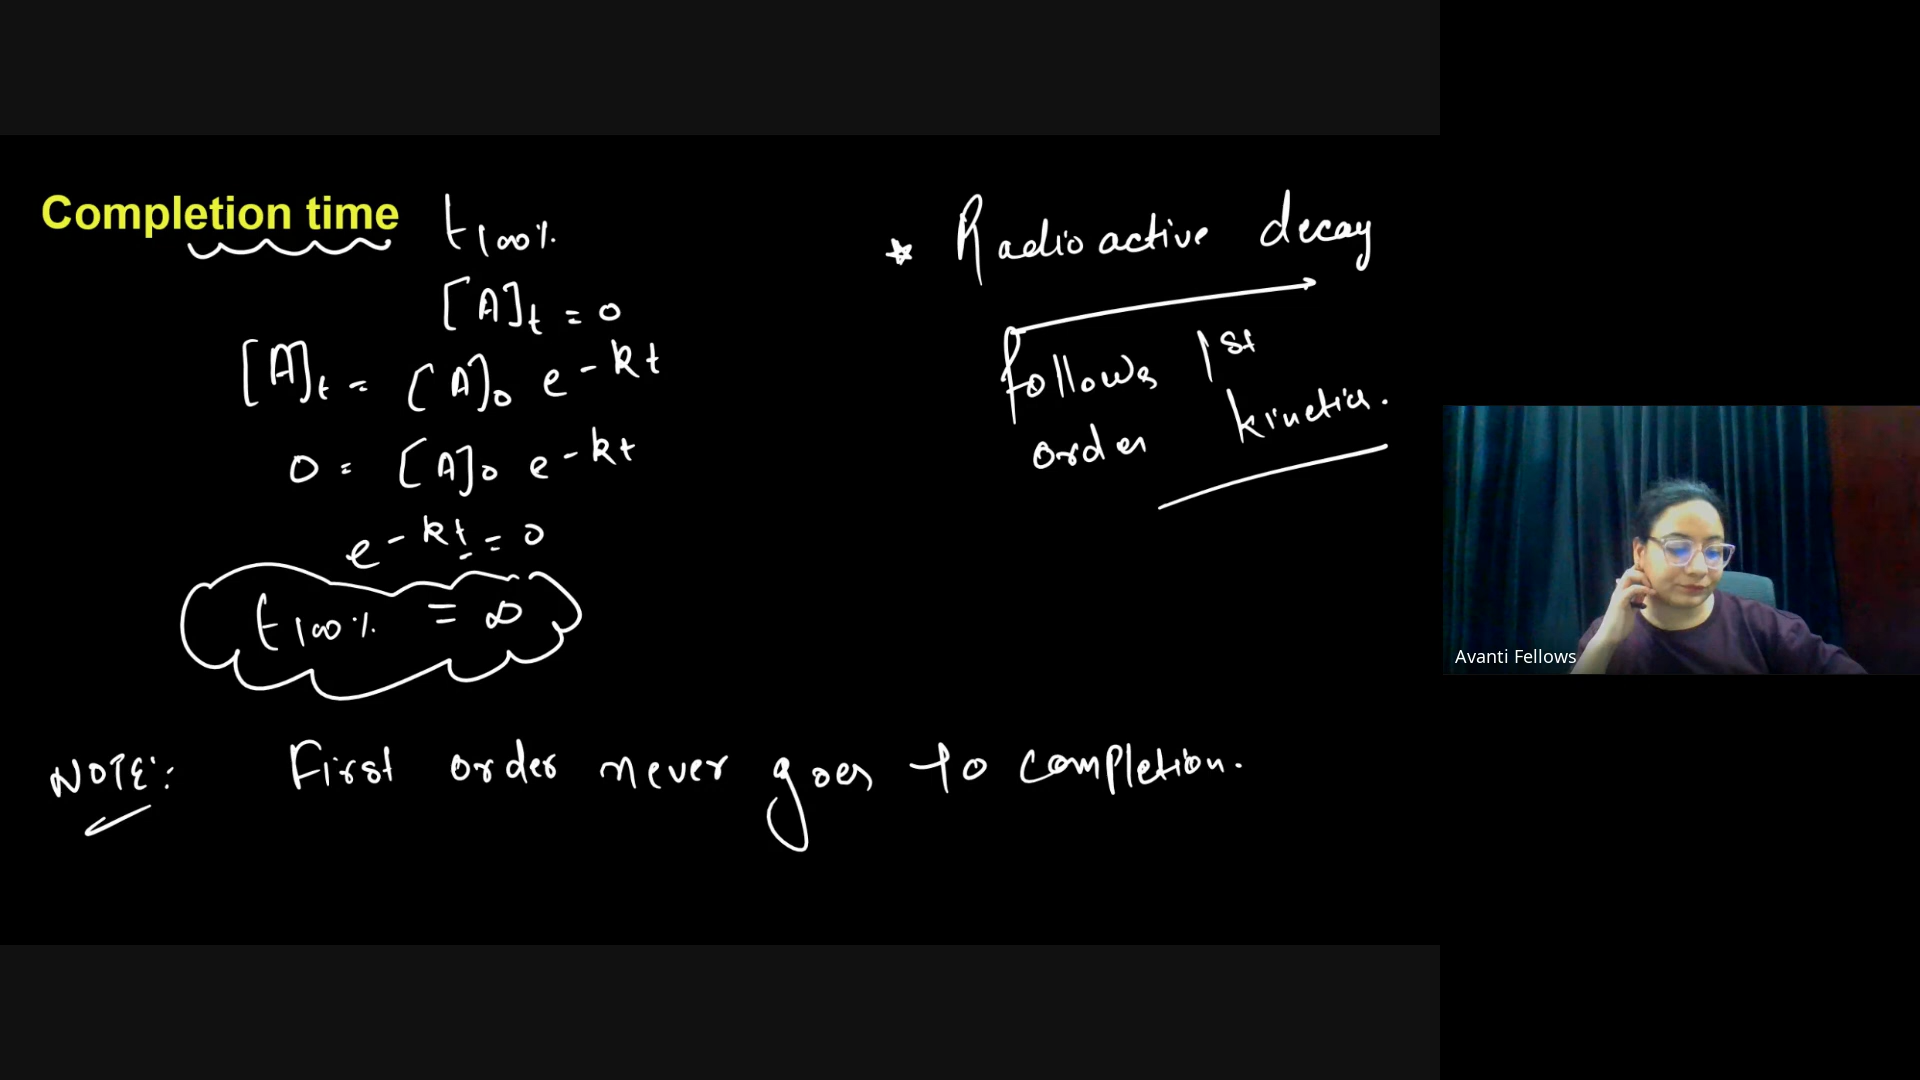 Completion time t100%
[A]t = 0
[A]t = [A]0 e-kt
0 = [A]0 e-kt
e-kt = 0
t100% = ∞
* Radioactive decay
follows 1st
order kinetics.
NOTE: First order never goes to completion.
Avanti Fellows